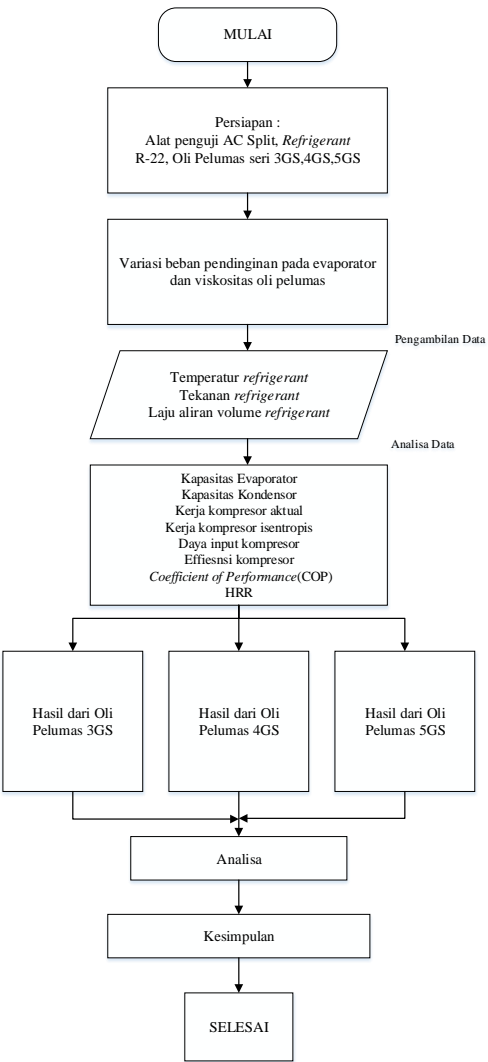 MULAI
Persiapan :
Alat penguji AC Split, Refrigerant
R-22, Oli Pelumas seri 3GS,4GS,5GS
Variasi beban pendinginan pada evaporator
dan viskositas oli pelumas
Pengambilan Data
Temperatur refrigerant
Tekanan refrigerant
Laju aliran volume refrigerant
Analisa Data
Kapasitas Evaporator
Kapasitas Kondensor
Kerja kompresor aktual
Kerja kompresor isentropis
Daya input kompresor
Effiesnsi kompresor
Coefficient of Performance(COP)
HRR
Hasil dari Oli
Pelumas 3GS
Hasil dari Oli
Pelumas 4GS
Hasil dari Oli
Pelumas 5GS
Analisa
Kesimpulan
SELESAI